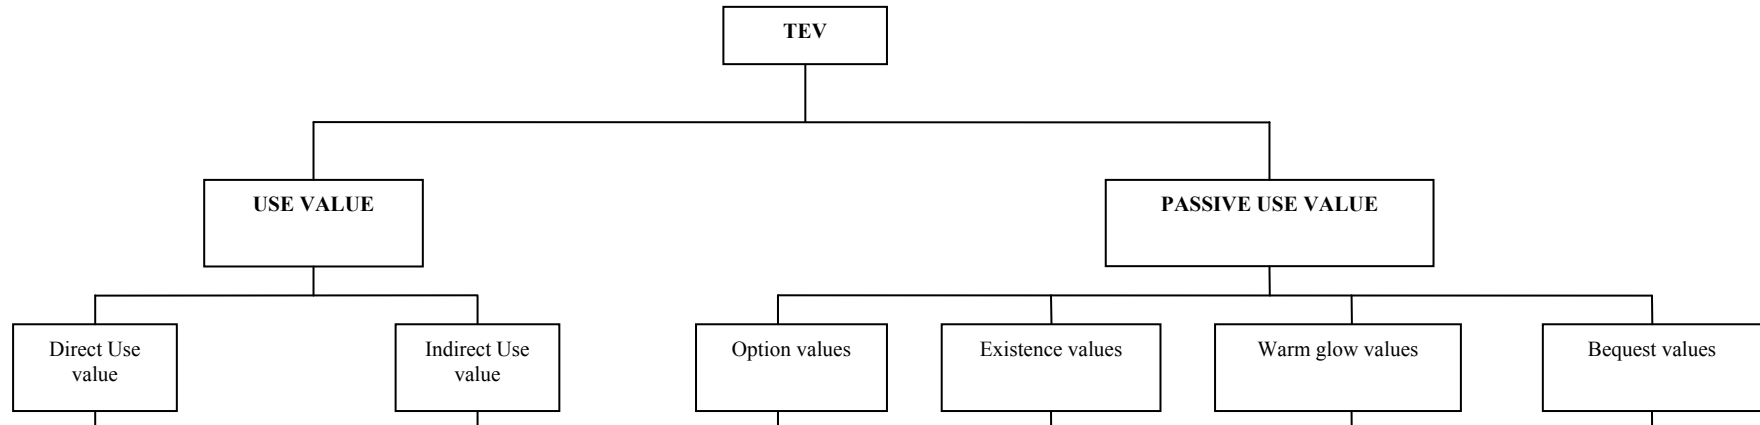 TEV
USE VALUE
PASSIVE USE VALUE
Direct Use
value
Indirect Use
value
Option values
Existence values
Warm glow values
Bequest values